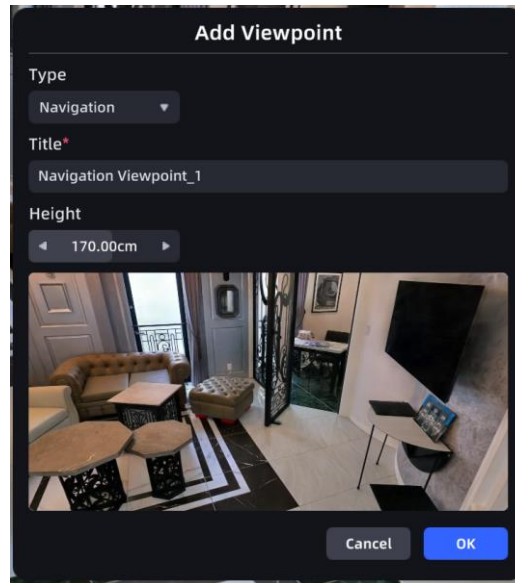 Add Viewpoint
Type
Navigation
Title*
Navigation Viewpoint_1
Height
170.00cm
Cancel
OK